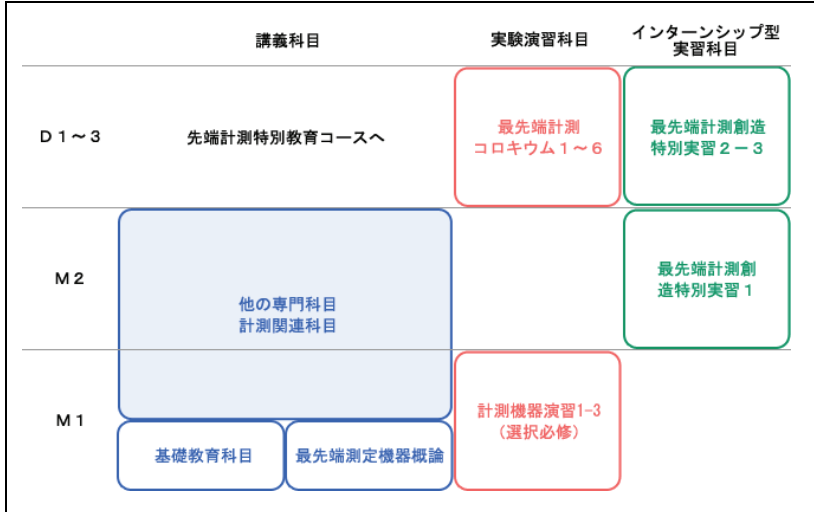 講義科目
実験演習科目
インターンシップ型
実習科目
D1~3
先端計測特別教育コースへ
最先端計測
コロキウム1~6
最先端計測創造
特別実習2-3
M2
他の専門科目
計測関連科目
最先端計測創
造特別実習1
M1
基礎教育科目
最先端測定機器概論
計測機器演習1-3
(選択必修)